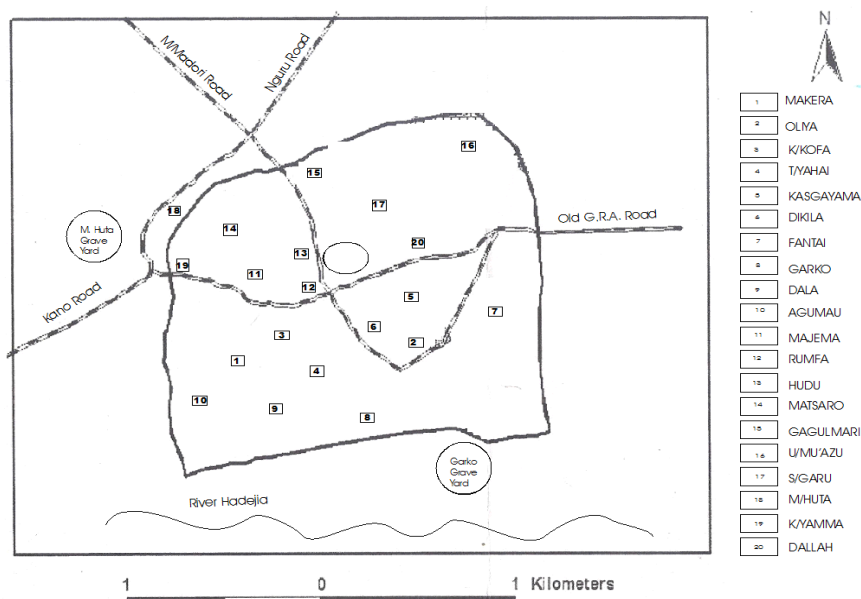 M/Madori Road
Nguru Road
N
16
15
17
18
14
20
13
19
11
12
5
7
6
3
2
1
4
10
9
8
M. Huta
Grave
Yard
Old G.R.A. Road
Kano Road
Garko
Grave
Yard
River Hadejia
1 0 1 Kilometers
1 MAKERA
2 OLIYA
3 K/KOFA
4 T/YAHAI
5 KASGAYAMA
6 DIKILA
7 FANTAI
8 GARKO
9 DALA
10 AGUMAU
11 MAJEMA
12 RUMFA
13 HUDU
14 MATSARO
15 GAGULMARI
16 U/MU'AZU
17 S/GARU
18 M/HUTA
19 K/YAMMA
20 DALLAH